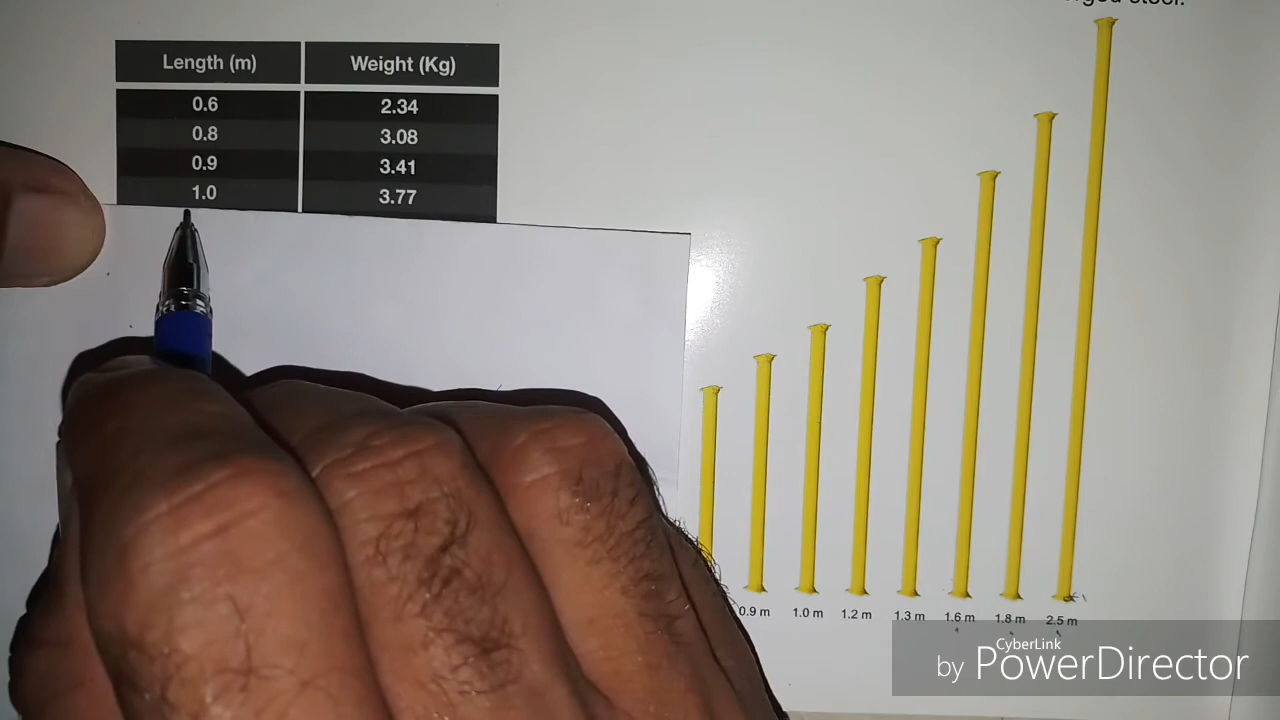 Length (m) Weight (Kg)
0.6 2.34
0.8 3.08
0.9 3.41
1.0 3.77
steel.
0.9 m 1.0 m 1.2 m 1.3 m 1.6 m 1.8 m 2.5 m
CyberLink
by PowerDirector